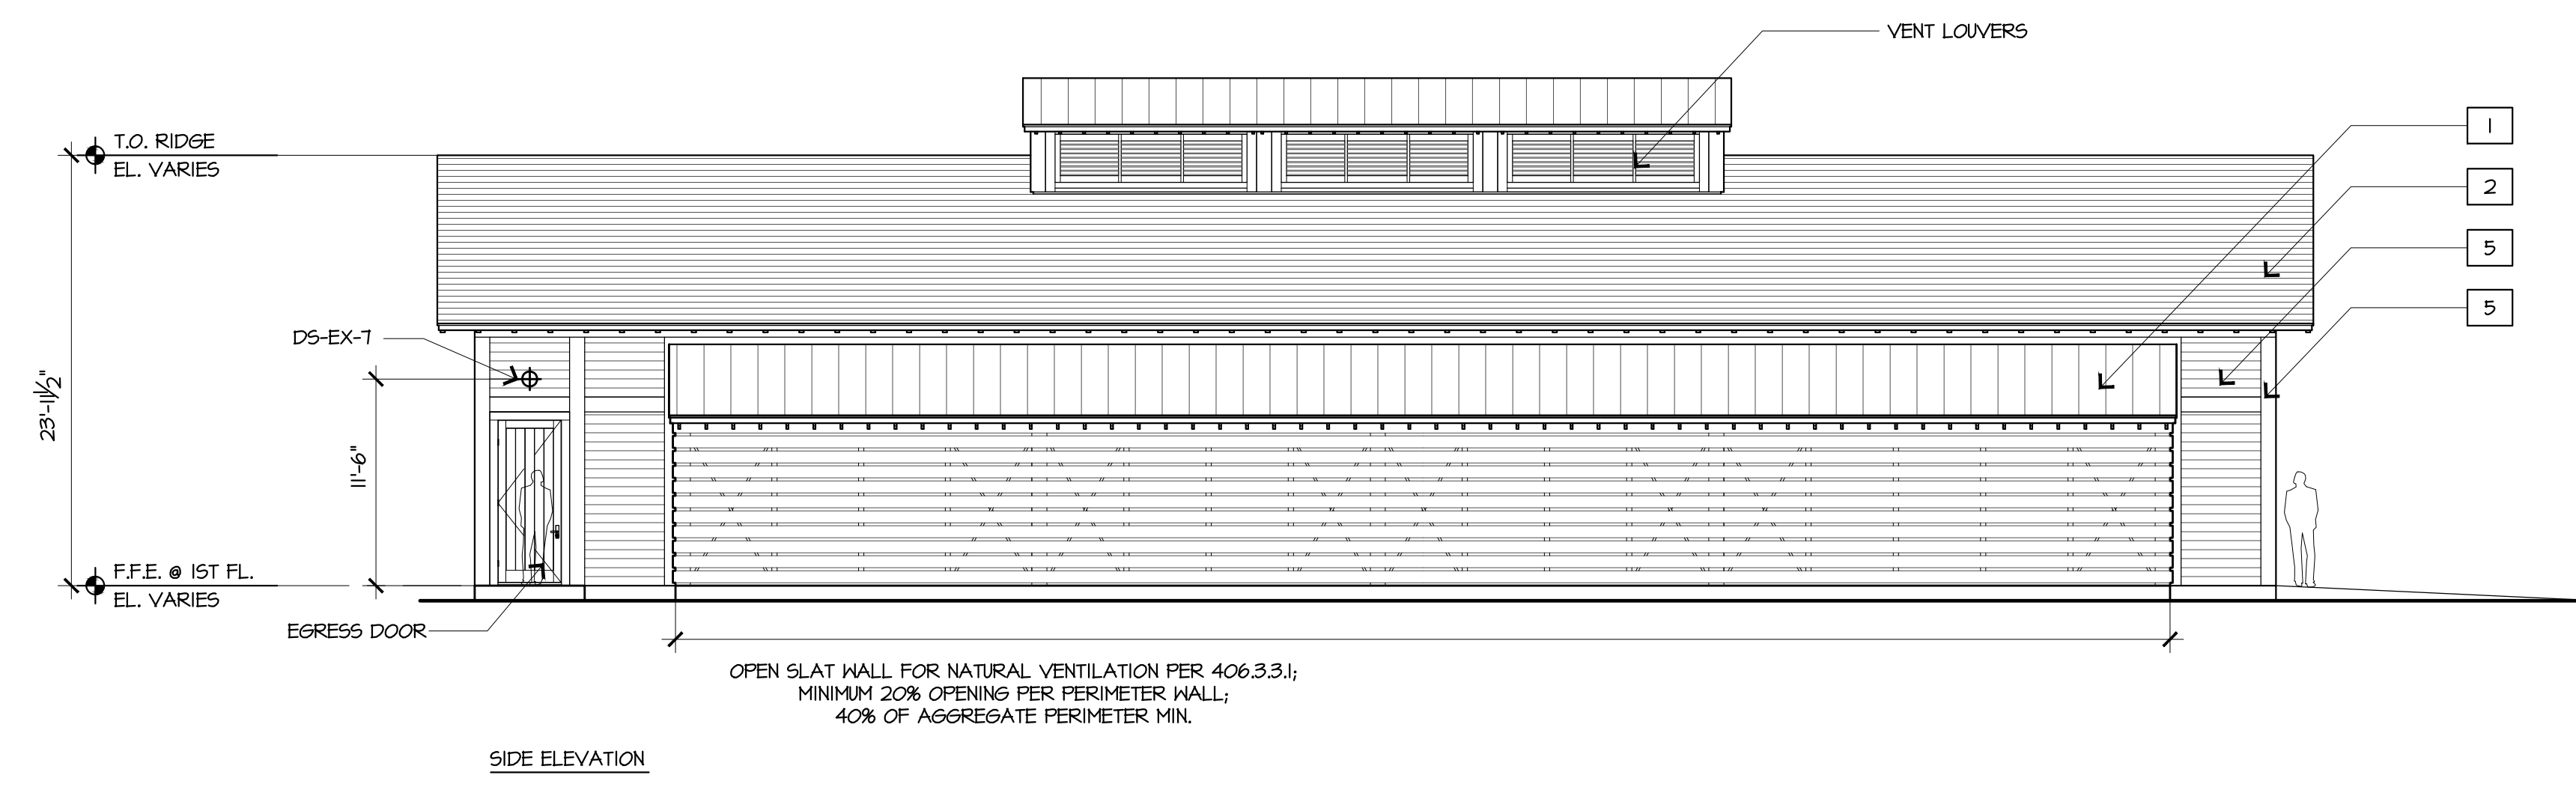 VENT LOUVERS
T.O. RIDGE
EL. VARIES
1
2
5
5
DS-EX-7
23'-11½"
11'-6"
F.F.E. @ 1ST FL.
EL. VARIES
EGRESS DOOR
OPEN SLAT WALL FOR NATURAL VENTILATION PER 406.3.3.1;
MINIMUM 20% OPENING PER PERIMETER WALL;
40% OF AGGREGATE PERIMETER MIN.
SIDE ELEVATION